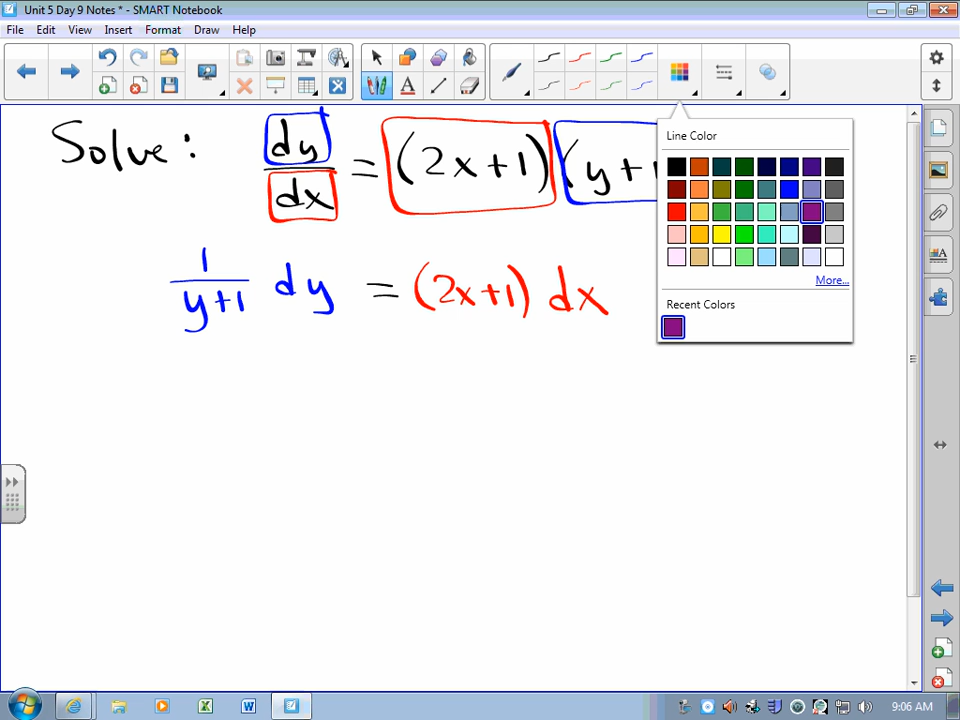 Unit 5 Day 9 Notes * - SMART Notebook
File Edit View Insert Format Draw Help
Line Color
More...
Recent Colors
Solve: dy/dx = (2x+1)(y+1
1/(y+1) dy = (2x+1) dx
9:06 AM